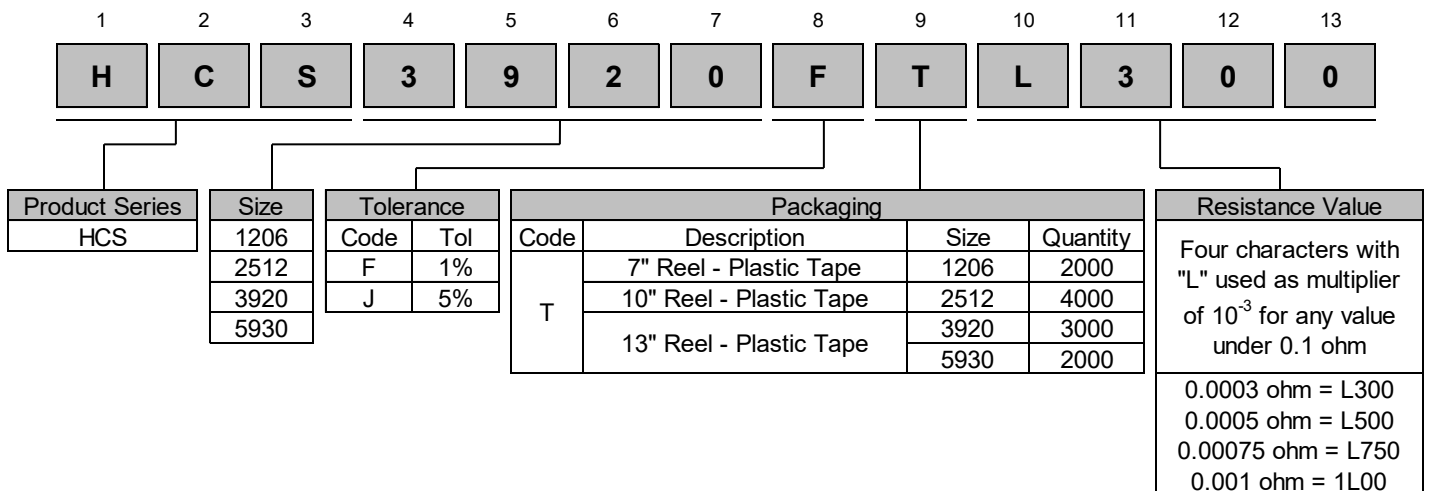 1 2 3 4 5 6 7 8 9 10 11 12 13
H C S 3 9 2 0 F T L 3 0 0
Product Series
HCS
Size
1206
2512
3920
5930
Tolerance
Code Tol
F 1%
J 5%
Packaging
Code Description Size Quantity
T
7" Reel - Plastic Tape 1206 2000
10" Reel - Plastic Tape 2512 4000
13" Reel - Plastic Tape
3920 3000
5930 2000
Resistance Value
Four characters with
"L" used as multiplier
of 10⁻³ for any value
under 0.1 ohm
0.0003 ohm = L300
0.0005 ohm = L500
0.00075 ohm = L750
0.001 ohm = 1L00